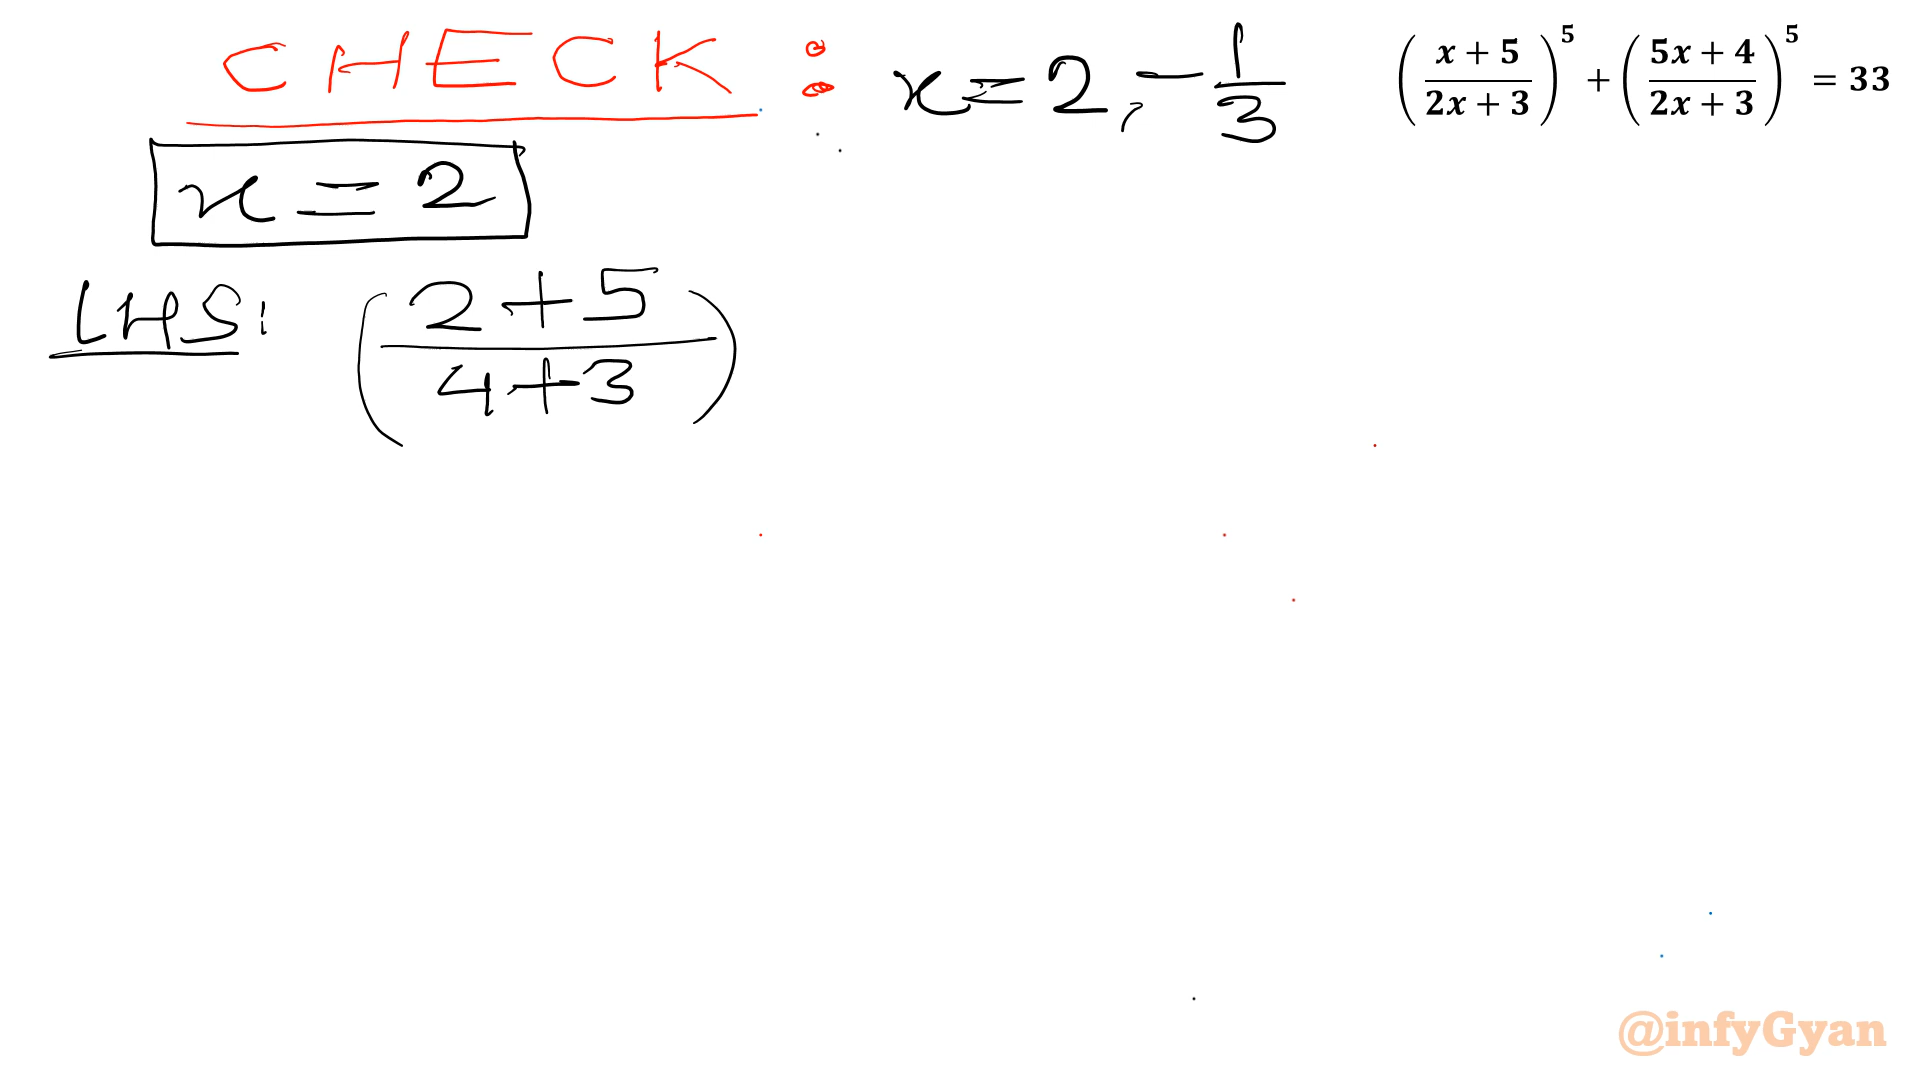 CHECK : x = 2, -1/3
((x + 5)/(2x + 3))^5 + ((5x + 4)/(2x + 3))^5 = 33
x = 2
LHS: ((2 + 5)/(4 + 3))
@infyGyan